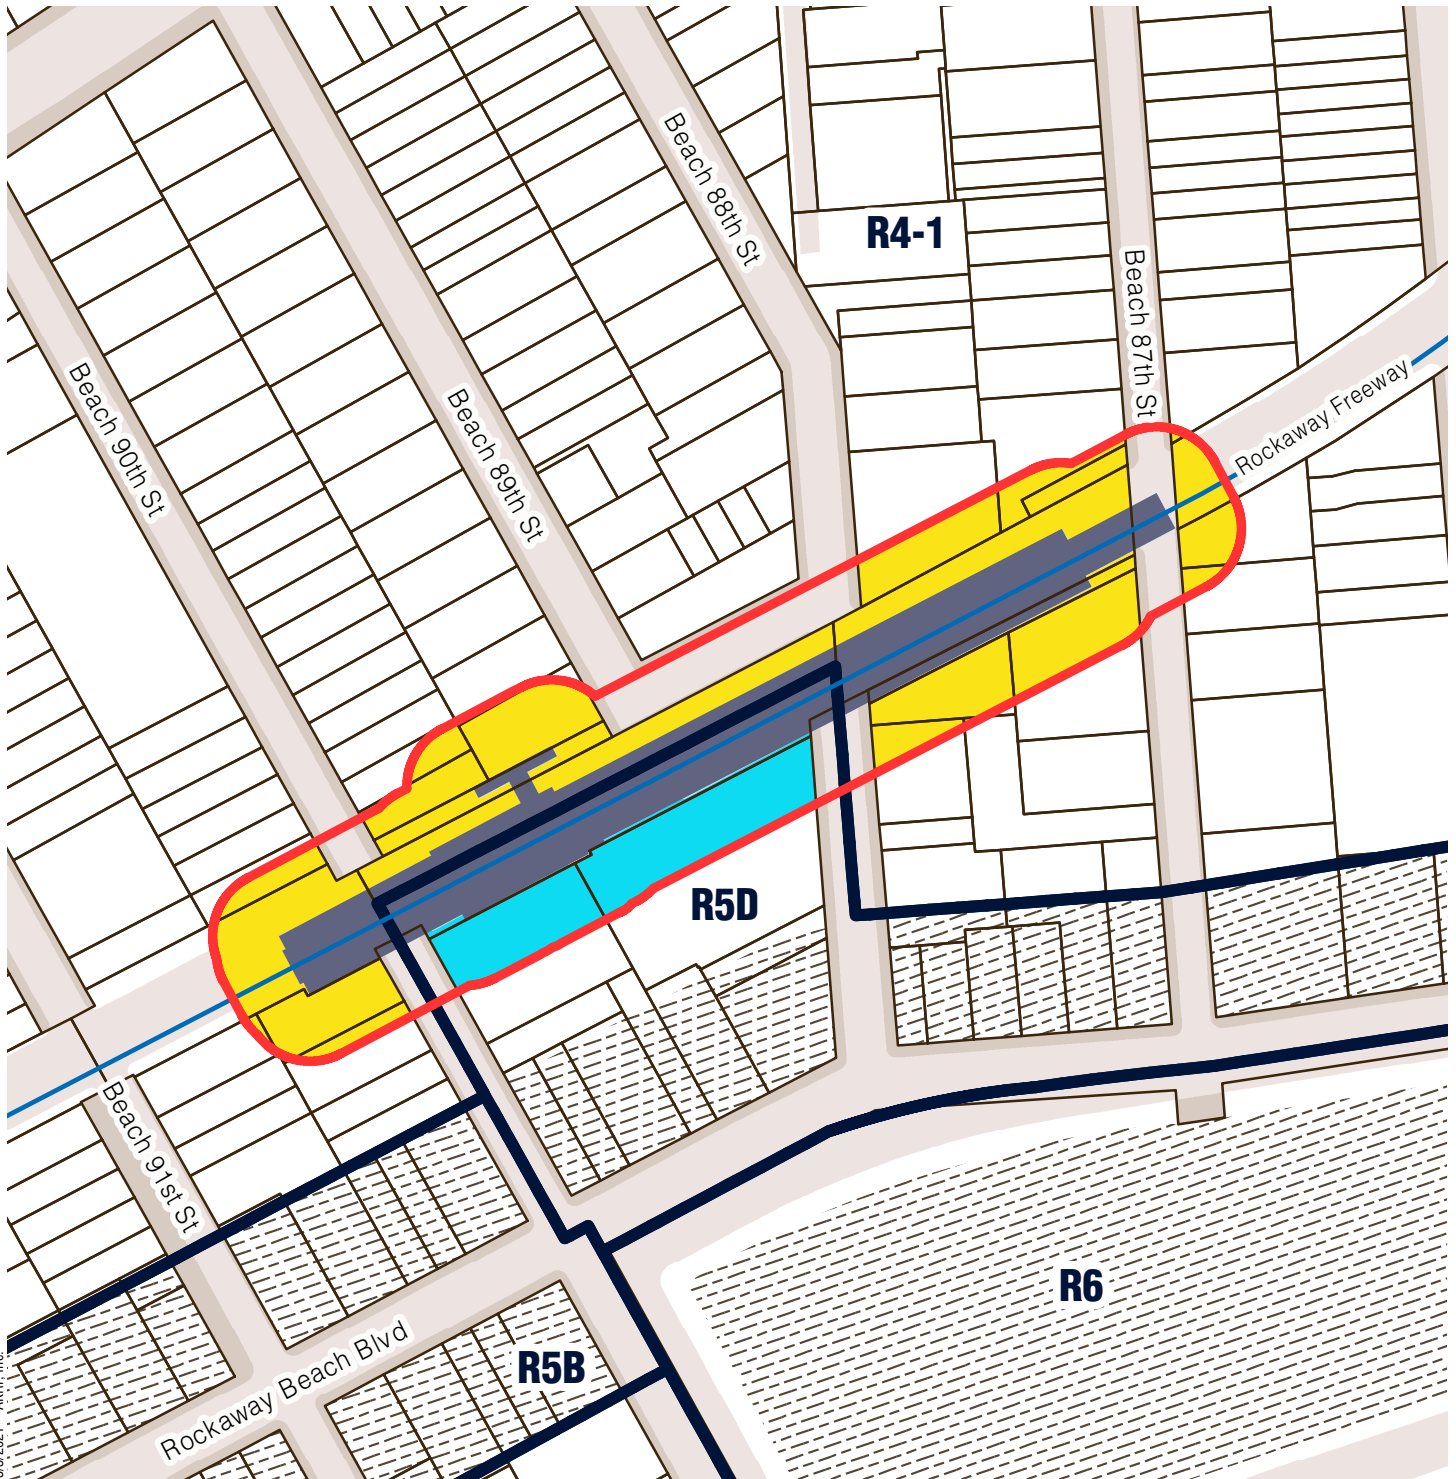 Beach 88th St
R4-1
Beach 87th St
Rockaway Freeway
Beach 90th St
Beach 89th St
R5D
Beach 91st St
R6
R5B
Rockaway Beach Blvd